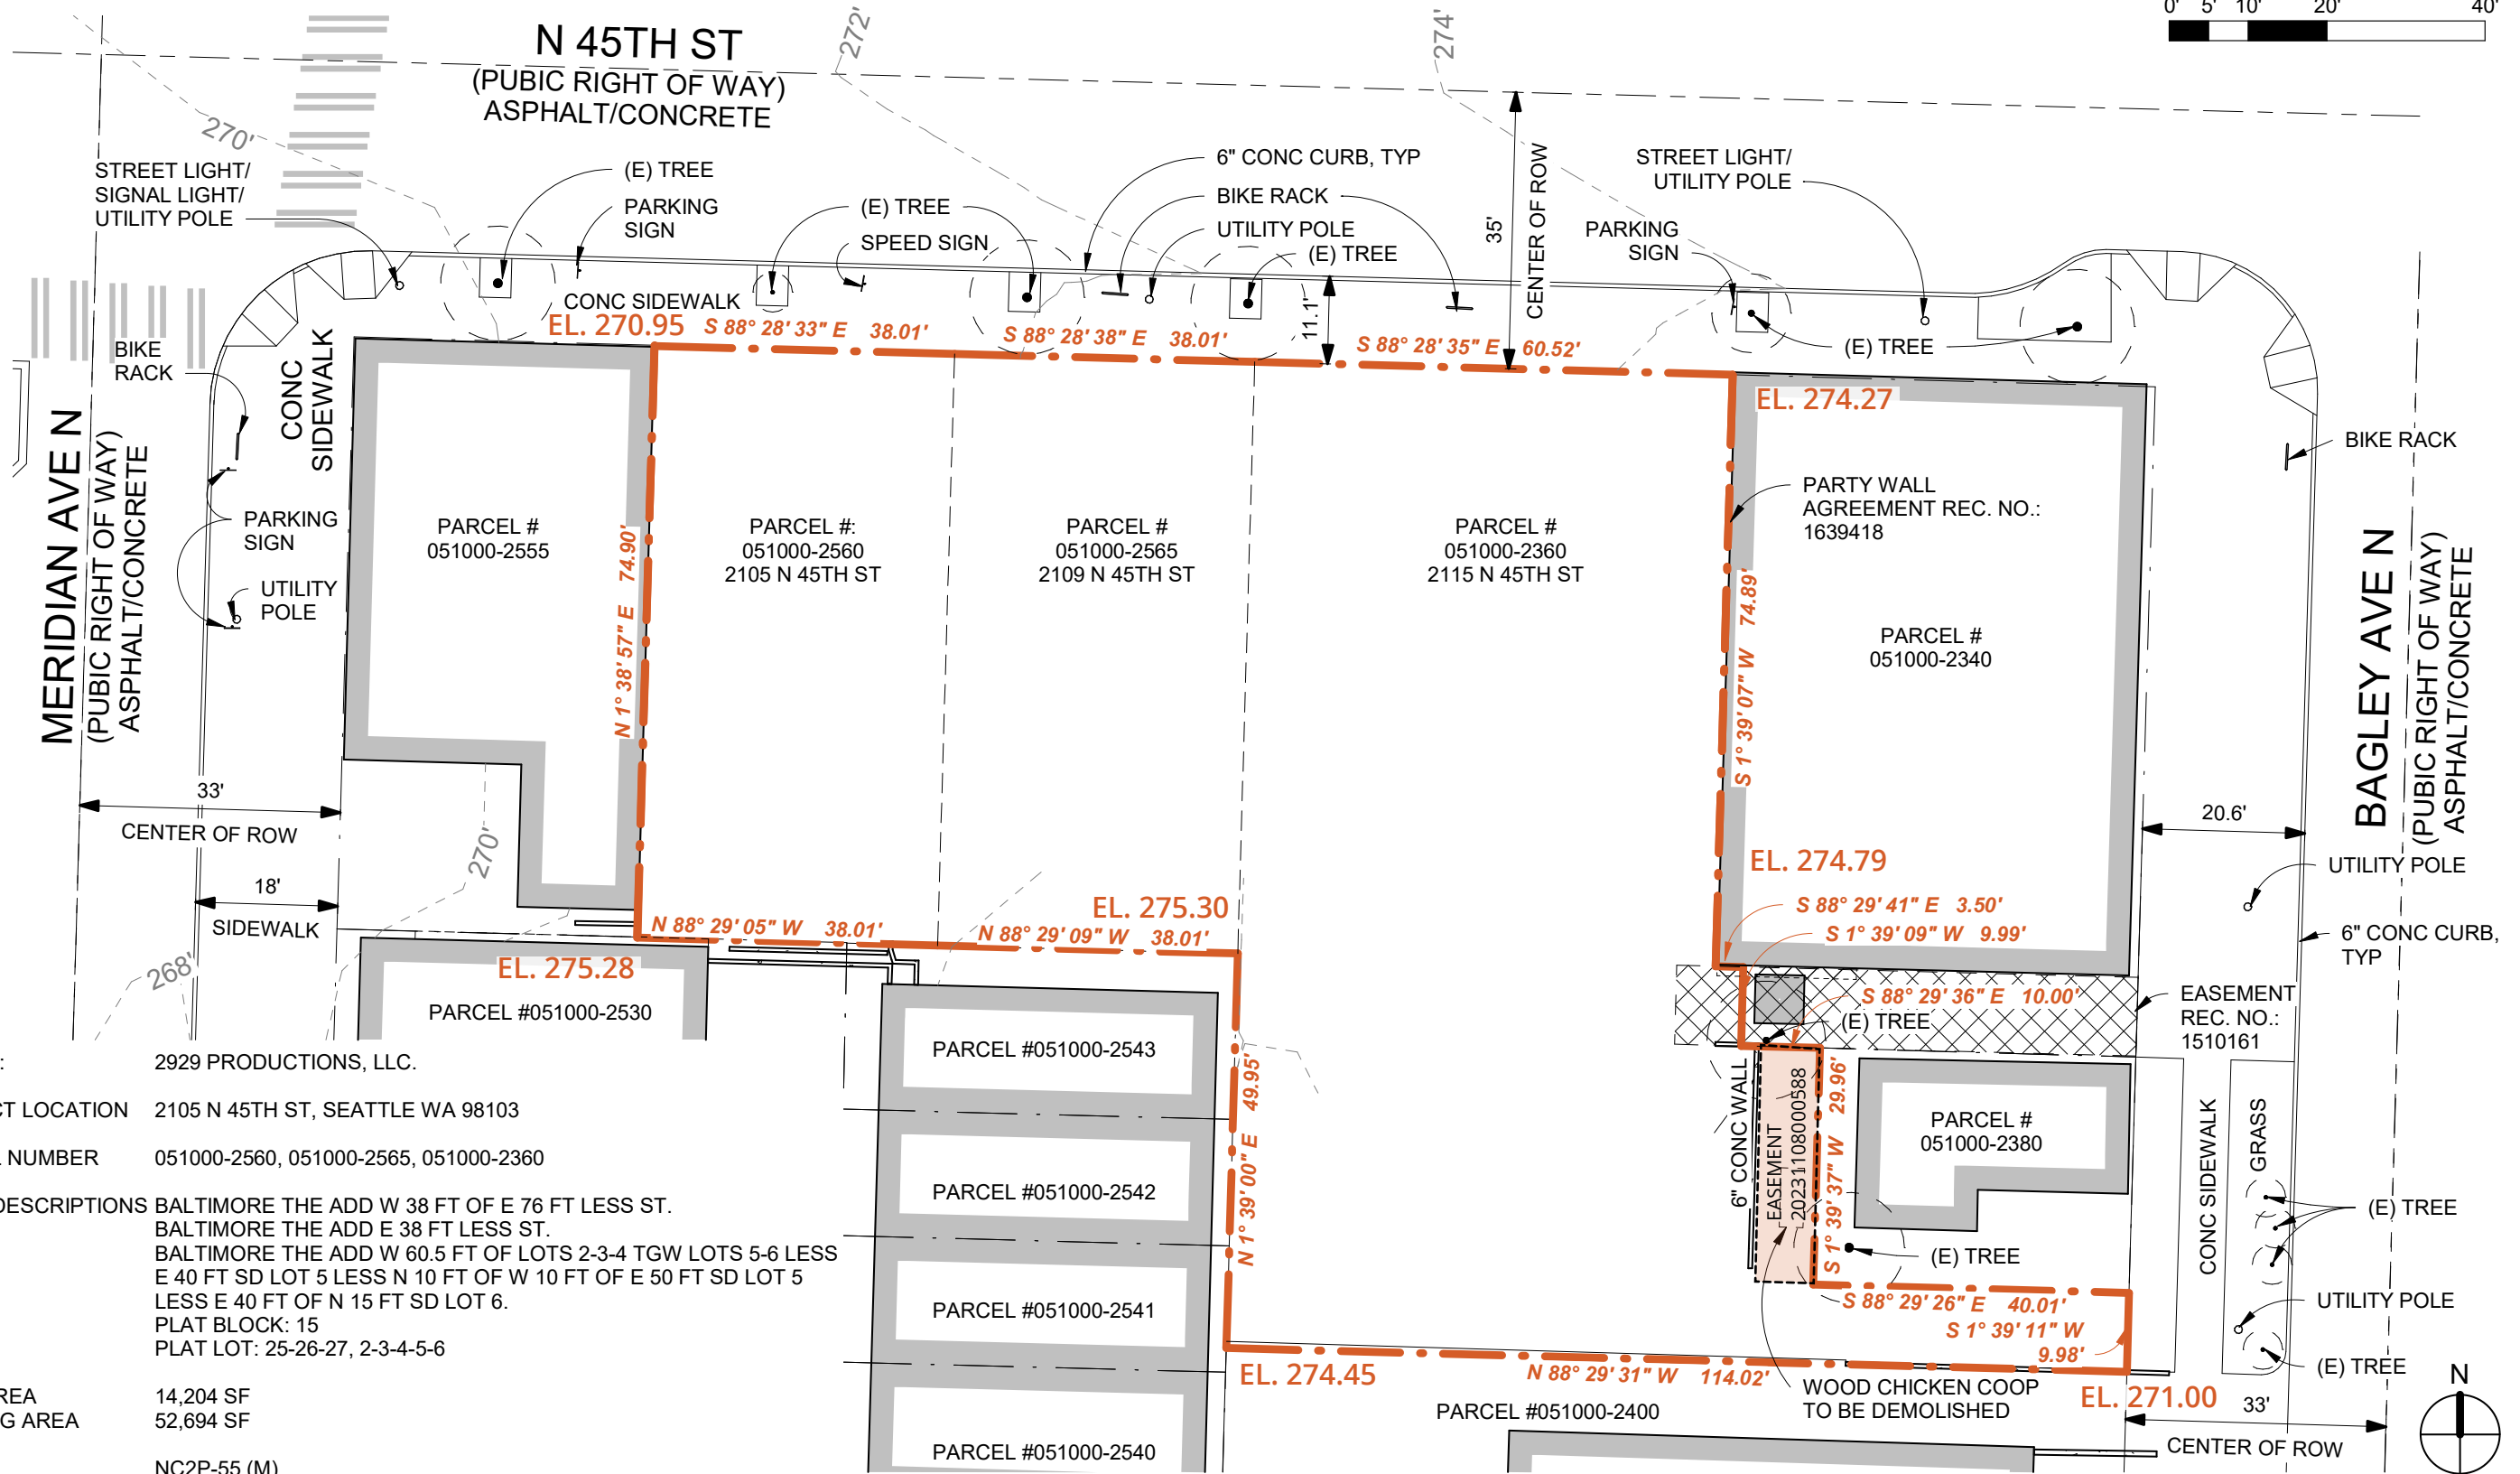 0' 5' 10' 20' 40'
N 45TH ST
(PUBIC RIGHT OF WAY)
ASPHALT/CONCRETE
272'
274'
270'
STREET LIGHT/
SIGNAL LIGHT/
UTILITY POLE
(E) TREE
PARKING
SIGN
(E) TREE
SPEED SIGN
6" CONC CURB, TYP
BIKE RACK
UTILITY POLE
(E) TREE
35'
CENTER OF ROW
11.1'
STREET LIGHT/
UTILITY POLE
PARKING
SIGN
(E) TREE
CONC SIDEWALK
EL. 270.95
S 88° 28' 33" E 38.01'
S 88° 28' 38" E 38.01'
S 88° 28' 35" E 60.52'
EL. 274.27
BIKE
RACK
CONC
SIDEWALK
MERIDIAN AVE N
(PUBIC RIGHT OF WAY)
ASPHALT/CONCRETE
PARKING
SIGN
UTILITY
POLE
PARCEL #
051000-2555
N 1° 38' 57" E 74.90'
PARCEL #:
051000-2560
2105 N 45TH ST
PARCEL #
051000-2565
2109 N 45TH ST
PARCEL #
051000-2360
2115 N 45TH ST
PARTY WALL
AGREEMENT REC. NO.:
1639418
S 1° 39' 07" W 74.89'
PARCEL #
051000-2340
BIKE RACK
BAGLEY AVE N
(PUBIC RIGHT OF WAY)
ASPHALT/CONCRETE
33'
CENTER OF ROW
270'
18'
SIDEWALK
268'
20.6'
UTILITY POLE
6" CONC CURB,
TYP
EL. 274.79
S 88° 29' 41" E 3.50'
S 1° 39' 09" W 9.99'
N 88° 29' 05" W 38.01'
EL. 275.30
N 88° 29' 09" W 38.01'
EL. 275.28
PARCEL #051000-2530
S 88° 29' 36" E 10.00'
(E) TREE
EASEMENT
REC. NO.:
1510161
PARCEL #051000-2543
N 1° 39' 00" E 49.95'
6" CONC WALL
EASEMENT
20231108000588
S 1° 39' 37" W 29.96'
PARCEL #
051000-2380
CONC SIDEWALK
GRASS
(E) TREE
PARCEL #051000-2542
(E) TREE
PARCEL #051000-2541
S 88° 29' 26" E 40.01'
S 1° 39' 11" W
9.98'
UTILITY POLE
(E) TREE
EL. 274.45
N 88° 29' 31" W 114.02'
WOOD CHICKEN COOP
TO BE DEMOLISHED
EL. 271.00
33'
CENTER OF ROW
N
PARCEL #051000-2400
PARCEL #051000-2540
: 2929 PRODUCTIONS, LLC.
CT LOCATION 2105 N 45TH ST, SEATTLE WA 98103
NUMBER 051000-2560, 051000-2565, 051000-2360
DESCRIPTIONS BALTIMORE THE ADD W 38 FT OF E 76 FT LESS ST.
BALTIMORE THE ADD E 38 FT LESS ST.
BALTIMORE THE ADD W 60.5 FT OF LOTS 2-3-4 TGW LOTS 5-6 LESS
E 40 FT SD LOT 5 LESS N 10 FT OF W 10 FT OF E 50 FT SD LOT 5
LESS E 40 FT OF N 15 FT SD LOT 6.
PLAT BLOCK: 15
PLAT LOT: 25-26-27, 2-3-4-5-6
REA 14,204 SF
G AREA 52,694 SF
NC2P-55 (M)